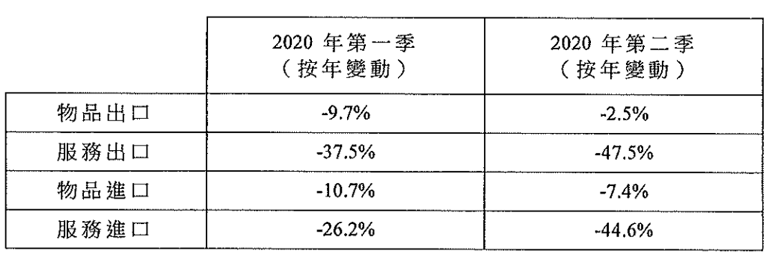 2020 年第一季
（按年變動）
2020 年第二季
（按年變動）
物品出口 -9.7% -2.5%
服務出口 -37.5% -47.5%
物品進口 -10.7% -7.4%
服務進口 -26.2% -44.6%